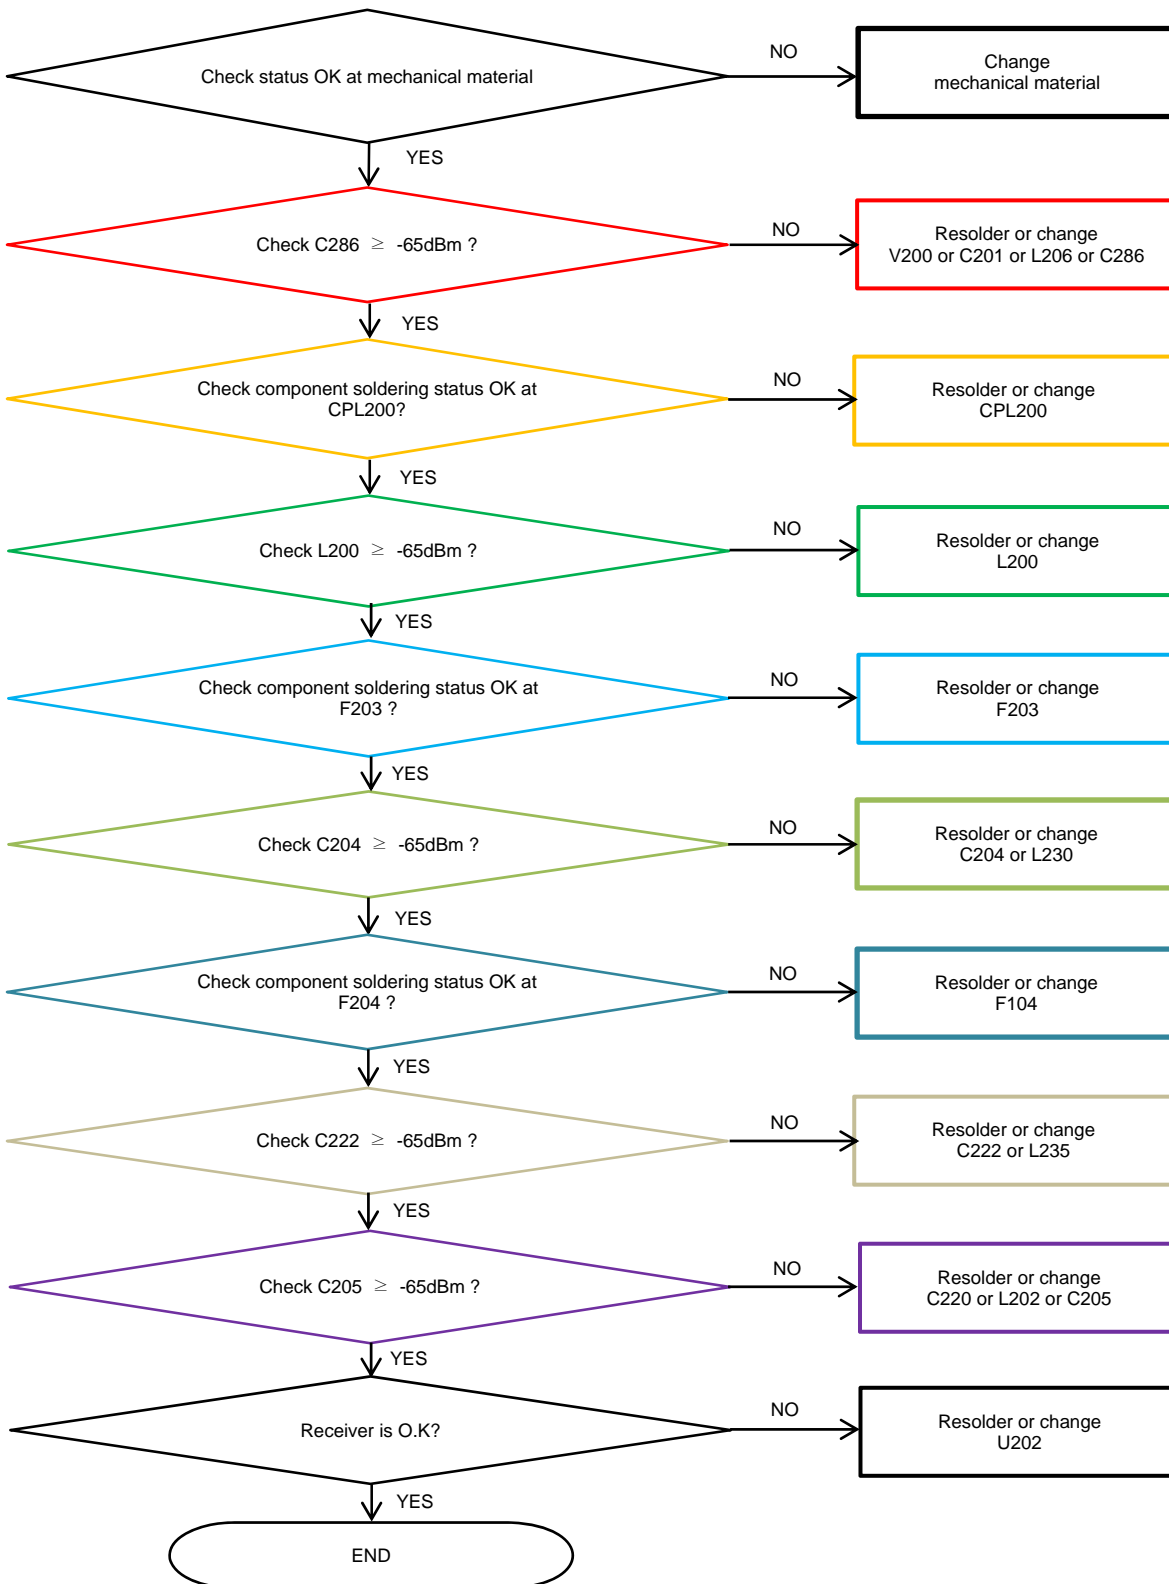 Check status OK at mechanical material
NO
Change
mechanical material
YES
Check C286 ≥ -65dBm ?
NO
Resolder or change
V200 or C201 or L206 or C286
YES
Check component soldering status OK at
CPL200?
NO
Resolder or change
CPL200
YES
Check L200 ≥ -65dBm ?
NO
Resolder or change
L200
YES
Check component soldering status OK at
F203 ?
NO
Resolder or change
F203
YES
Check C204 ≥ -65dBm ?
NO
Resolder or change
C204 or L230
YES
Check component soldering status OK at
F204 ?
NO
Resolder or change
F104
YES
Check C222 ≥ -65dBm ?
NO
Resolder or change
C222 or L235
YES
Check C205 ≥ -65dBm ?
NO
Resolder or change
C220 or L202 or C205
YES
Receiver is O.K?
NO
Resolder or change
U202
YES
END